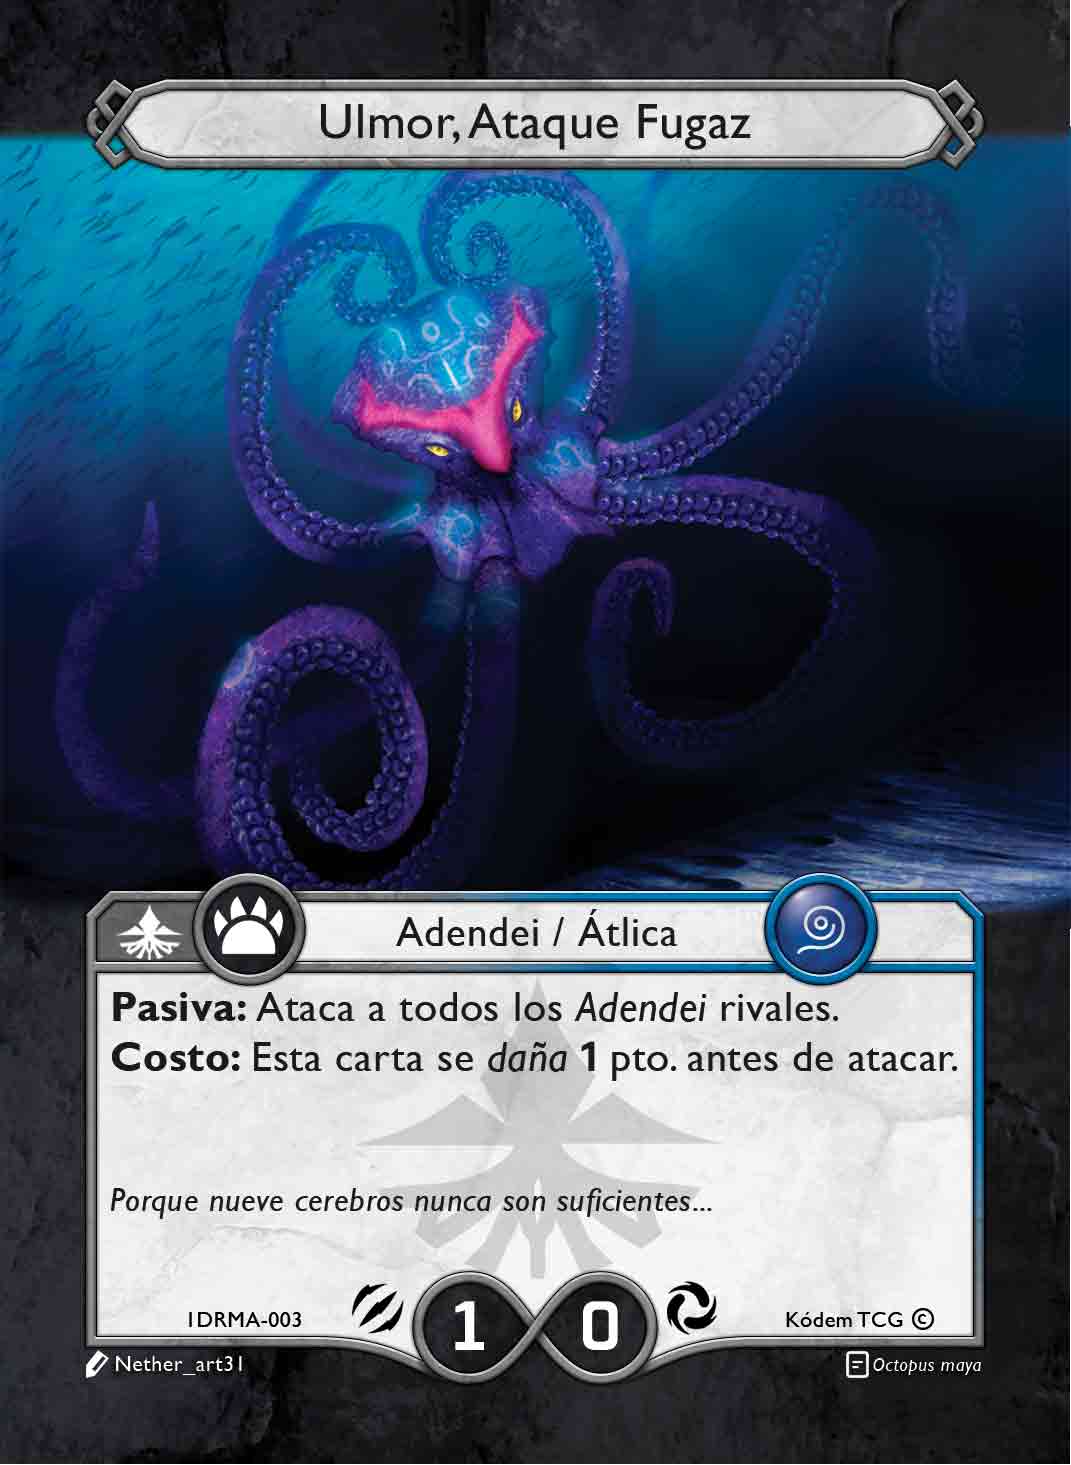 Ulmor, Ataque Fugaz
Adendei / Átlica
Pasiva: Ataca a todos los Adendei rivales.
Costo: Esta carta se daña 1 pto. antes de atacar.
Porque nueve cerebros nunca son suficientes...
1DRMA-003
1 0
Kódem TCG ©
Nether_art31
Octopus maya